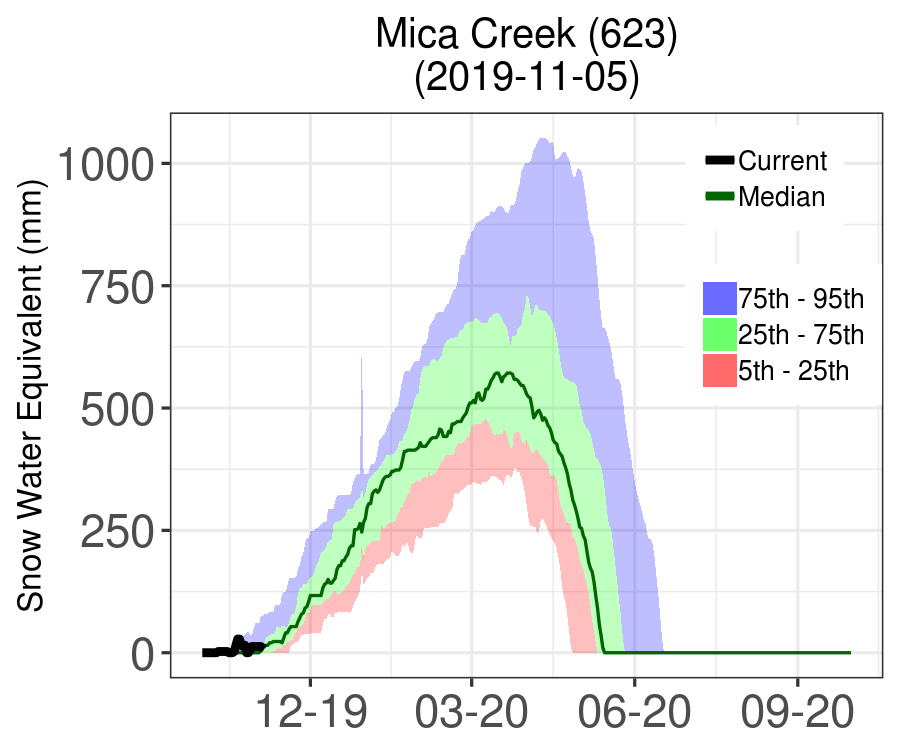 Mica Creek (623)
(2019-11-05)
Snow Water Equivalent (mm)
1000
750
500
250
0
12-19
03-20
06-20
09-20
Current
Median
75th - 95th
25th - 75th
5th - 25th